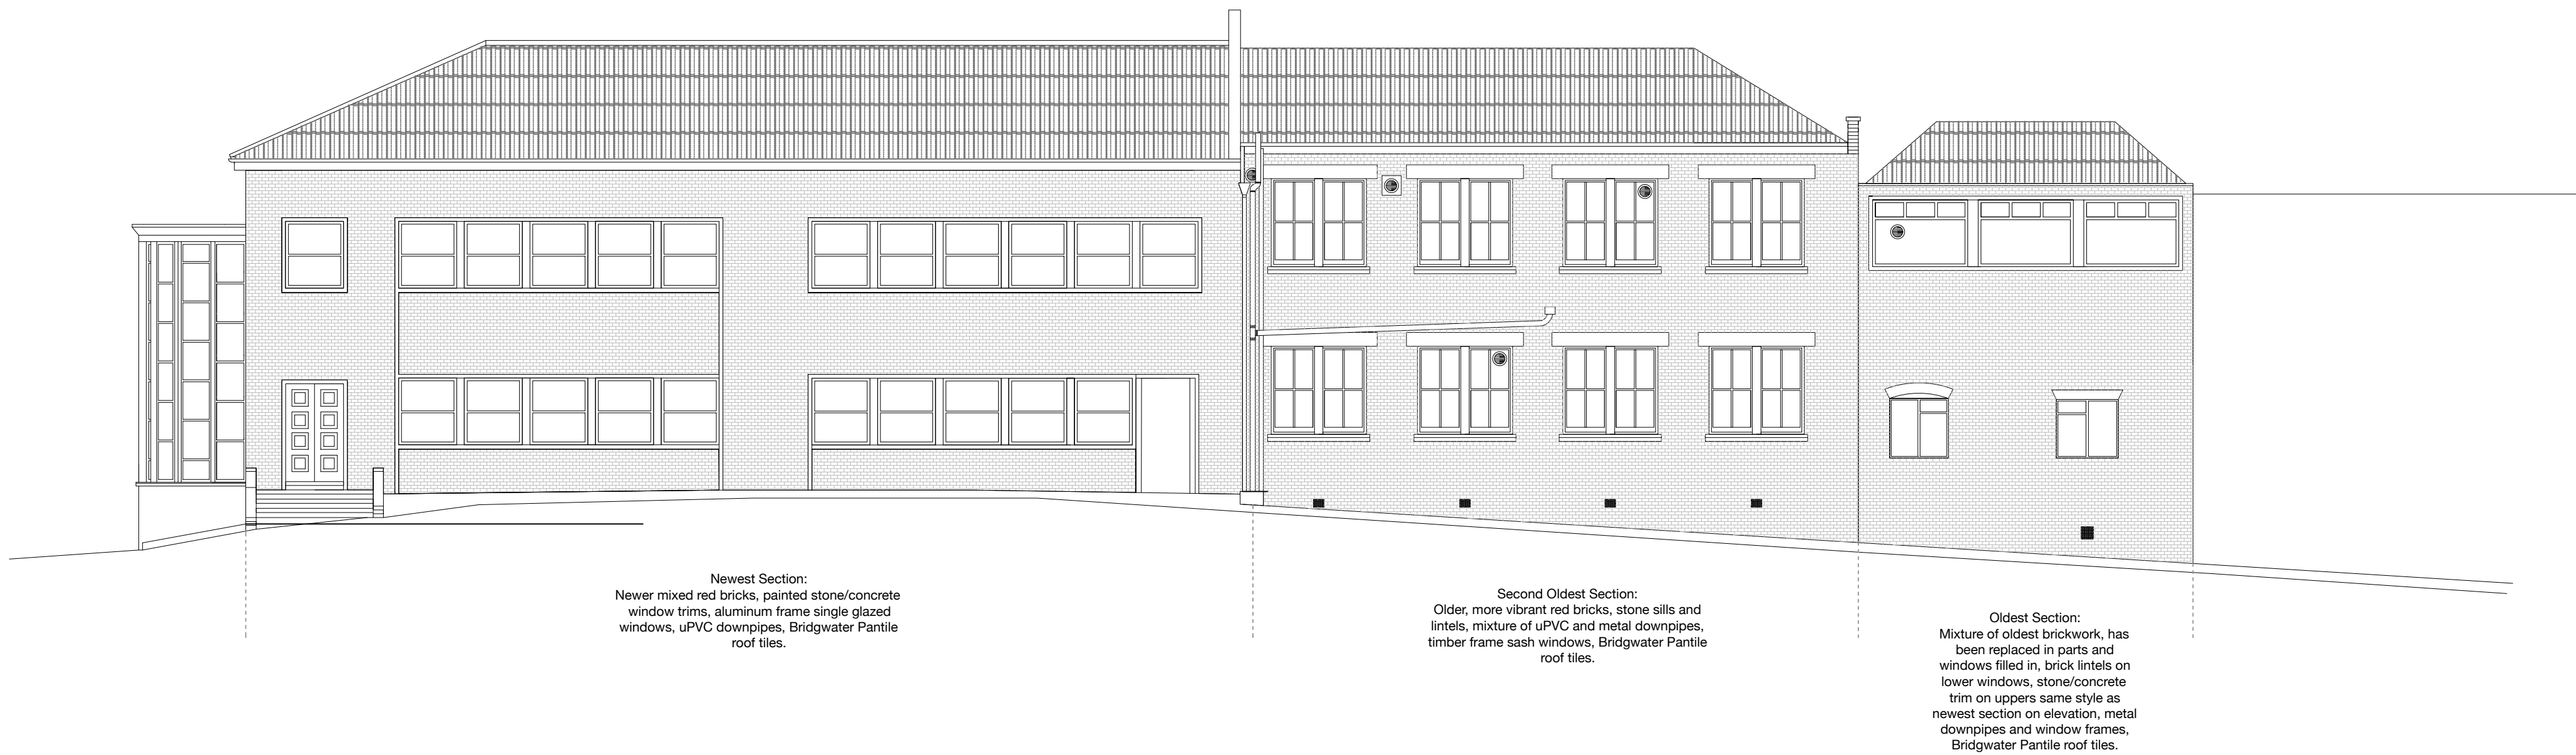 Newest Section:
Newer mixed red bricks, painted stone/concrete
window trims, aluminum frame single glazed
windows, uPVC downpipes, Bridgwater Pantile
roof tiles.
Second Oldest Section:
Older, more vibrant red bricks, stone sills and
lintels, mixture of uPVC and metal downpipes,
timber frame sash windows, Bridgwater Pantile
roof tiles.
Oldest Section:
Mixture of oldest brickwork, has
been replaced in parts and
windows filled in, brick lintels on
lower windows, stone/concrete
trim on uppers same style as
newest section on elevation, metal
downpipes and window frames,
Bridgwater Pantile roof tiles.